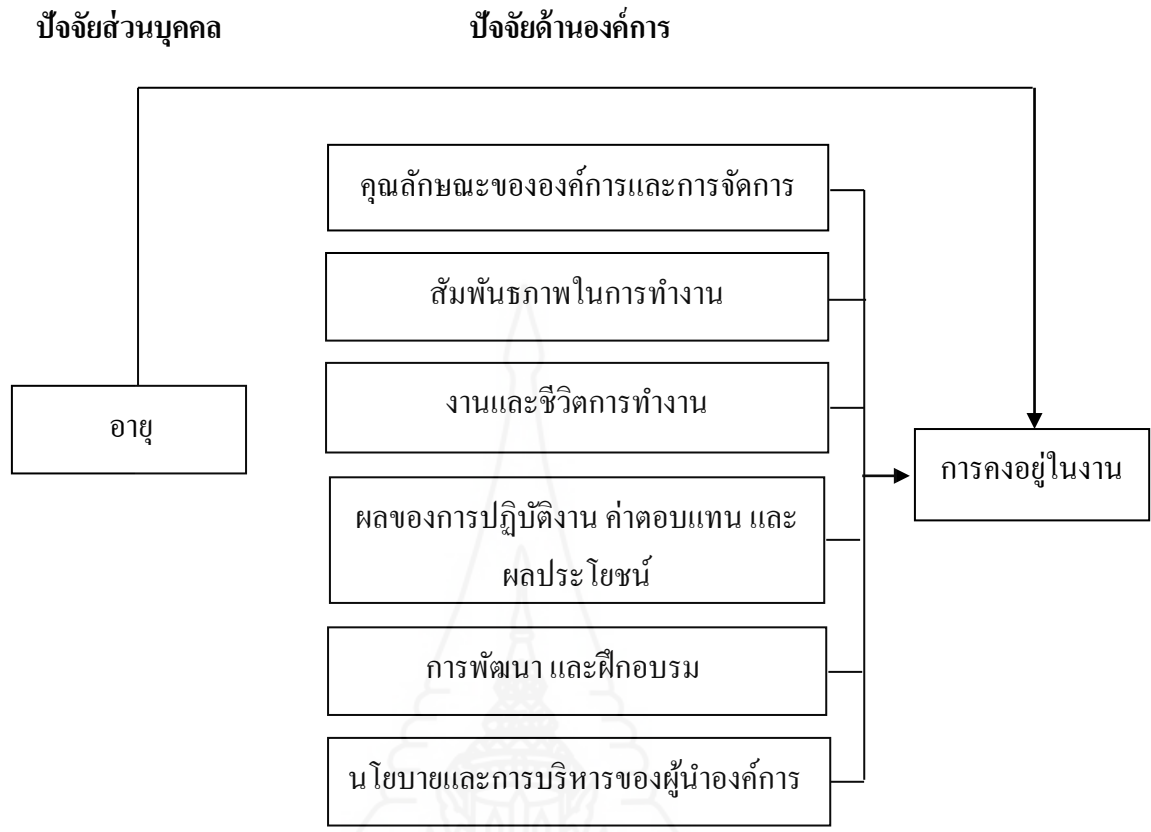 ปัจจัยส่วนบุคคล
ปัจจัยด้านองค์การ
คุณลักษณะขององค์การและการจัดการ
สัมพันธภาพในการทำงาน
งานและชีวิตการทำงาน
อายุ
การคงอยู่ในงาน
ผลของการปฏิบัติงาน ค่าตอบแทน และ
ผลประโยชน์
การพัฒนา และฝึกอบรม
นโยบายและการบริหารของผู้นำองค์การ